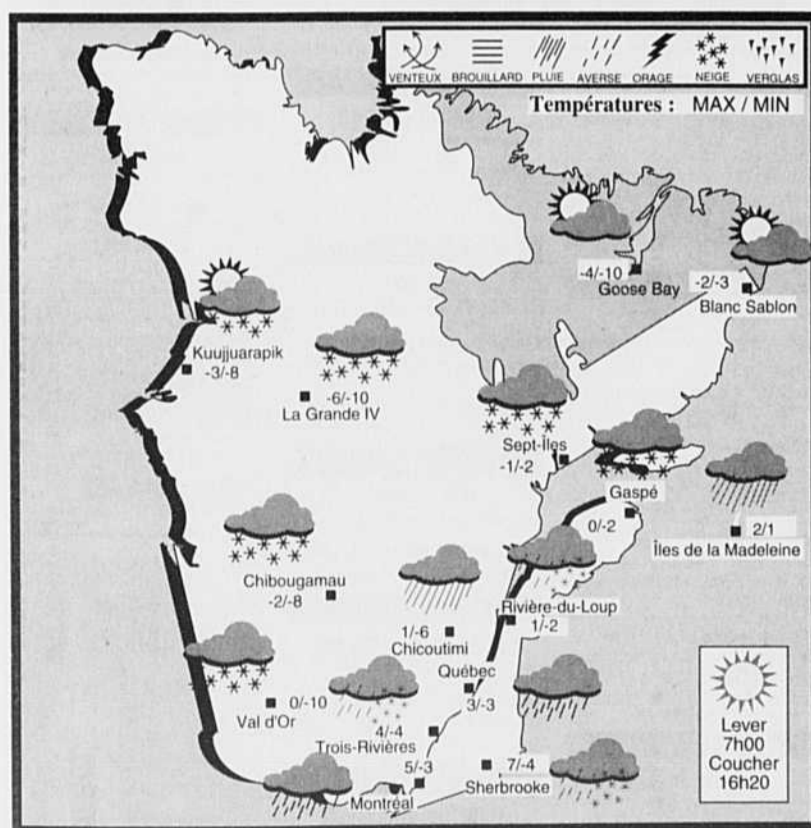 VENTEUX BROUILLARD PLUIE AVERSE ORAGE NEIGE VERGLAS
Températures : MAX / MIN
-4/-10
Goose Bay
-2/-3
Blanc Sablon
Kuujjuarapik
-3/-8
-6/-10
La Grande IV
Sept-Îles
-1/-2
Gaspé
0/-2
2/1
Îles de la Madeleine
Chibougamau
-2/-8
Rivière-du-Loup
1/-2
1/-6
Chicoutimi
Québec
3/-3
0/-10
Val d'Or
4/-4
Trois-Rivières
5/-3
Montréal
7/-4
Sherbrooke
Lever
7h00
Coucher
16h20